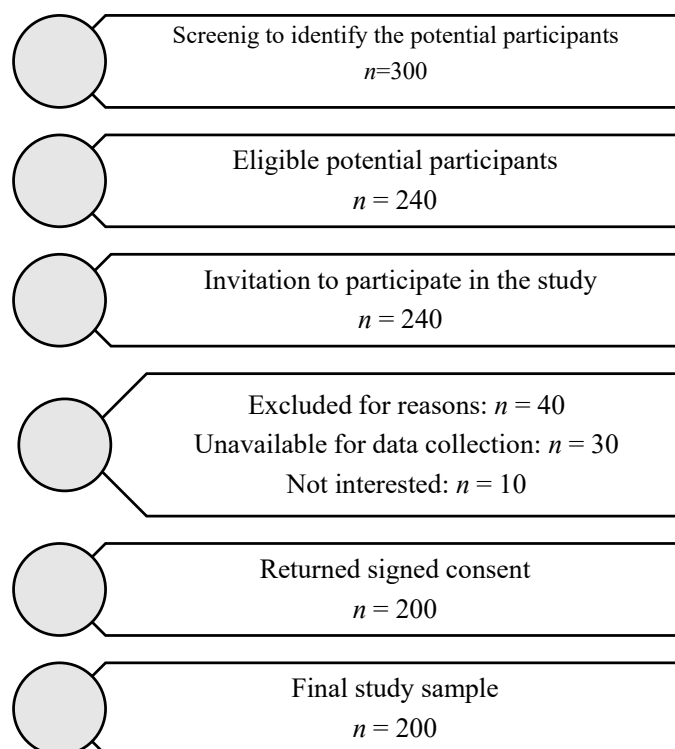 Screenig to identify the potential participants
n=300
Eligible potential participants
n = 240
Invitation to participate in the study
n = 240
Excluded for reasons: n = 40
Unavailable for data collection: n = 30
Not interested: n = 10
Returned signed consent
n = 200
Final study sample
n = 200